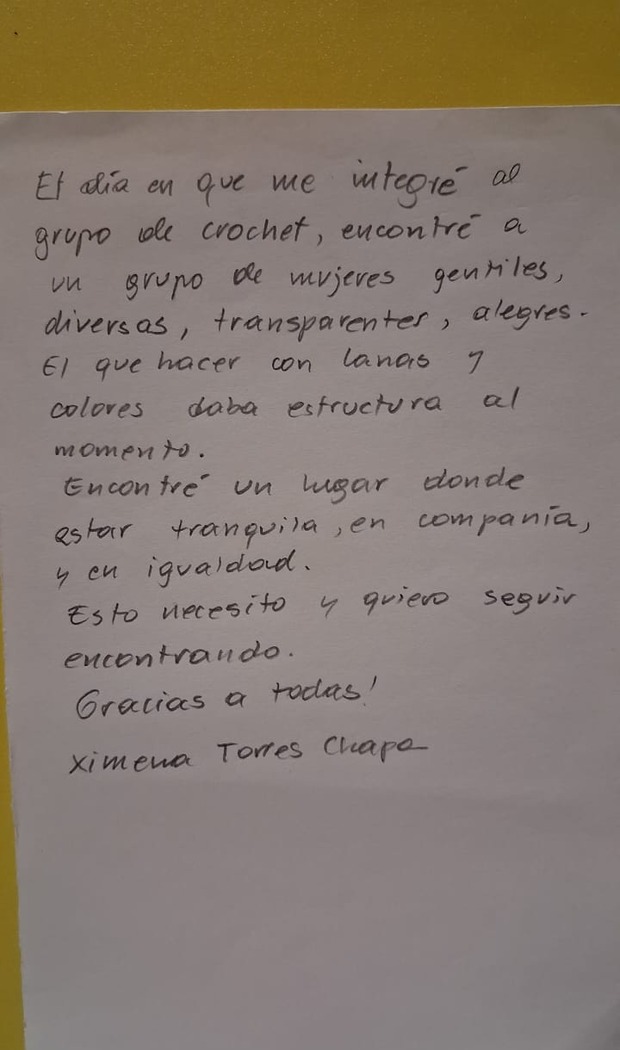 El día en que me integré al
grupo de crochet, encontré a
un grupo de mujeres gentiles,
diversas, transparentes, alegres.
El que hacer con lanas y
colores daba estructura al
momento.
Encontré un lugar donde
estar tranquila, en compañía,
y en igualdad.
Esto necesito y quiero seguir
encontrando.
Gracias a todas!
Ximena Torres Chapa